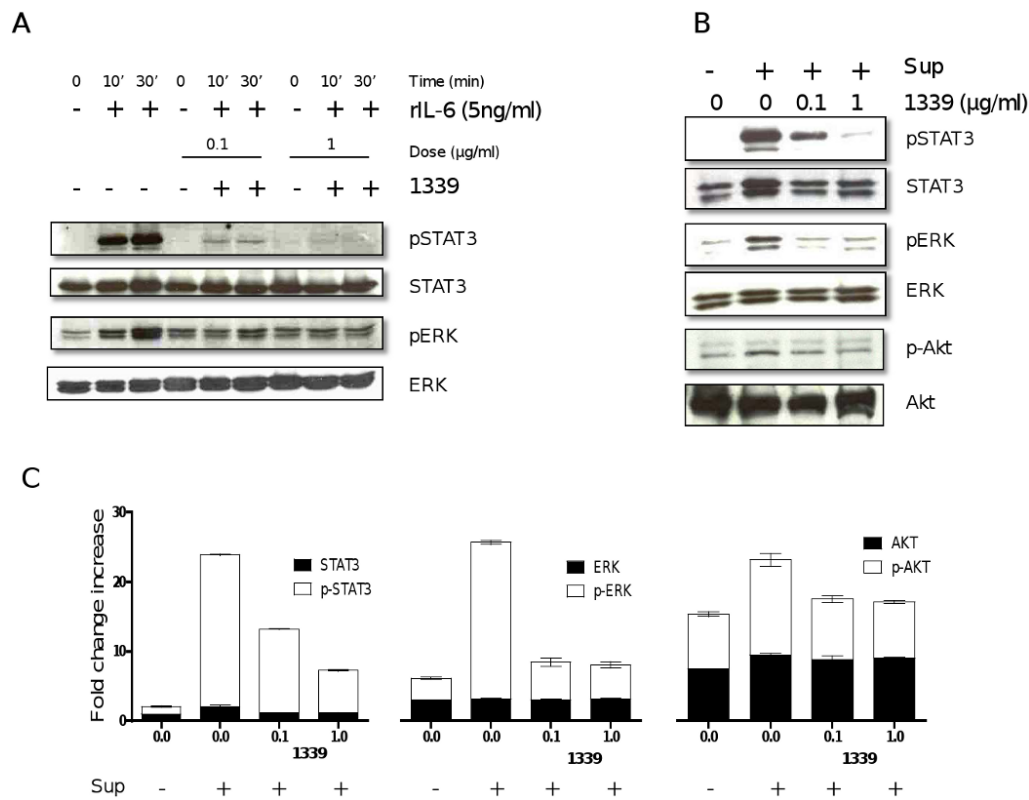 A
0 10' 30' 0 10' 30' 0 10' 30' Time (min)
- + + - + + - + + rIL-6 (5ng/ml)
0.1 1 Dose (µg/ml)
- - - - + + - + + 1339
pSTAT3
STAT3
pERK
ERK
B
- + + + Sup
0 0 0.1 1 1339 (µg/ml)
pSTAT3
STAT3
pERK
ERK
p-Akt
Akt
C
Fold change increase
30
20
10
0
STAT3
p-STAT3
0.0 0.0 0.1 1.0
1339
ERK
p-ERK
0.0 0.0 0.1 1.0
1339
AKT
p-AKT
0.0 0.0 0.1 1.0
1339
Sup - + + + - + + + - + + +